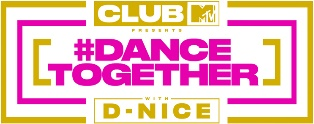 CLUB MTV
PRESENTS
#DANCE
TOGETHER
WITH
D-NICE